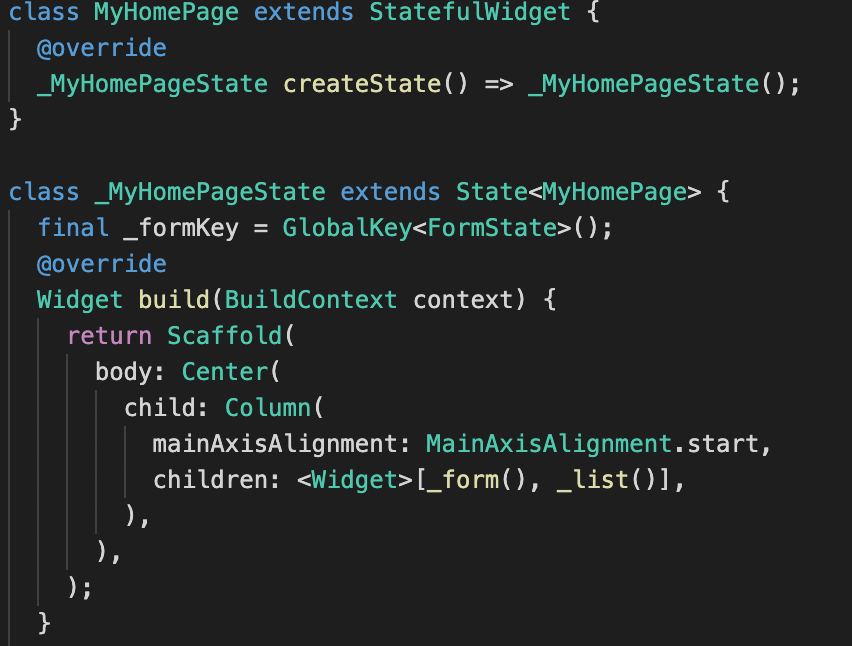 class MyHomePage extends StatefulWidget {
  @override
  _MyHomePageState createState() => _MyHomePageState();
}

class _MyHomePageState extends State<MyHomePage> {
  final _formKey = GlobalKey<FormState>();
  @override
  Widget build(BuildContext context) {
    return Scaffold(
      body: Center(
        child: Column(
          mainAxisAlignment: MainAxisAlignment.start,
          children: <Widget>[_form(), _list()],
        ),
      ),
    );
  }